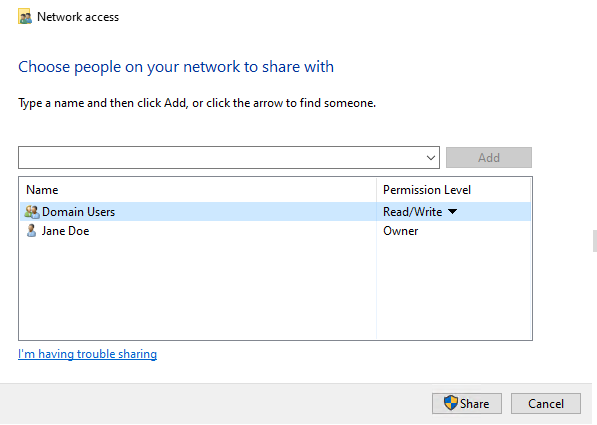 Network access
Choose people on your network to share with
Type a name and then click Add, or click the arrow to find someone.
Add
Name Permission Level
Domain Users Read/Write
Jane Doe Owner
I'm having trouble sharing
Share Cancel